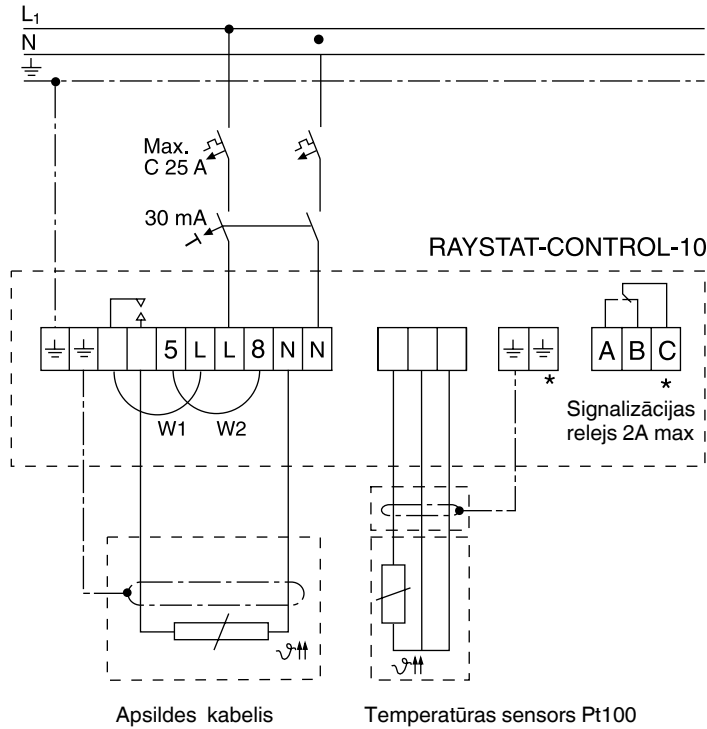 L1
N
Max.
C 25 A
30 mA
RAYSTAT-CONTROL-10
5 L L 8 N N
A B C
*
*
W1 W2
Signalizācijas
relejs 2A max
Apsildes kabelis
Temperatūras sensors Pt100